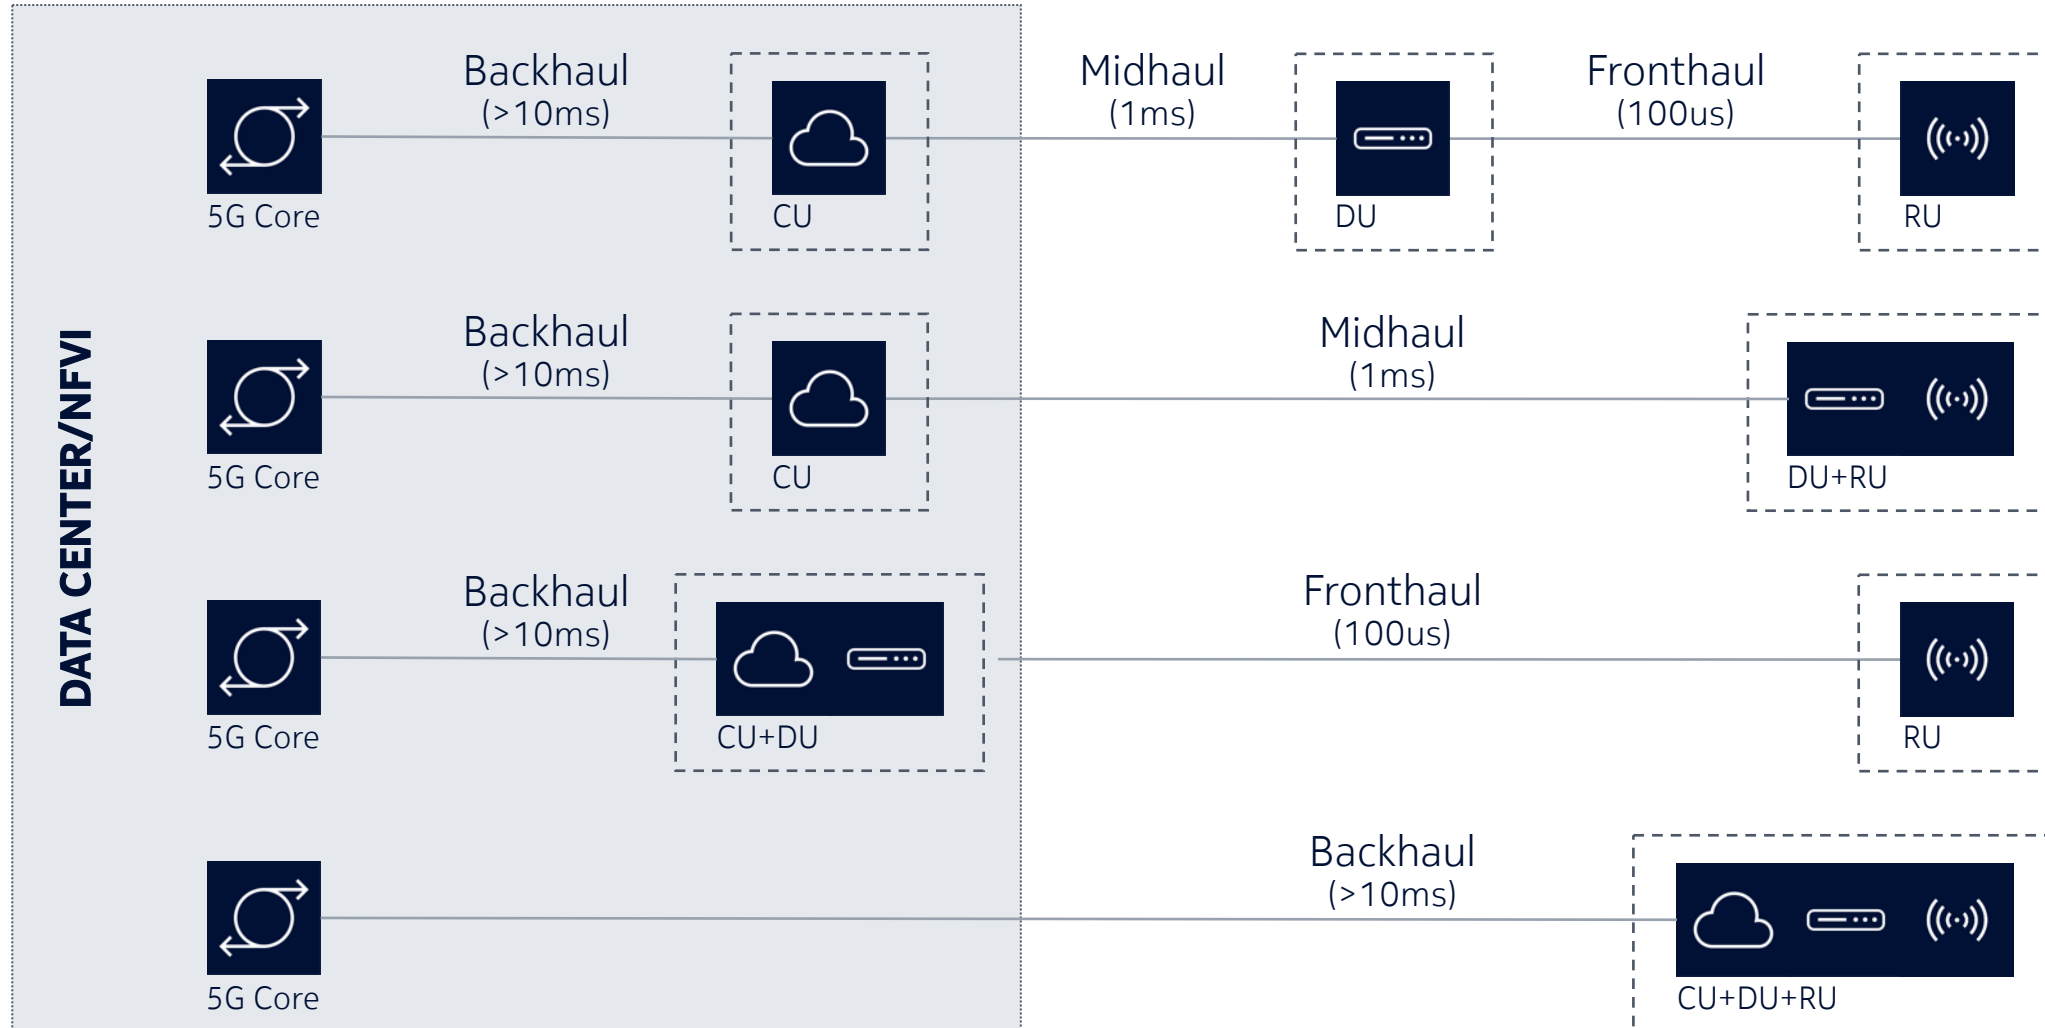 DATA CENTER/NFVI
Backhaul
(>10ms)
Midhaul
(1ms)
Fronthaul
(100us)
5G Core
CU
DU
RU
Backhaul
(>10ms)
Midhaul
(1ms)
5G Core
CU
DU+RU
Backhaul
(>10ms)
Fronthaul
(100us)
5G Core
CU+DU
RU
Backhaul
(>10ms)
5G Core
CU+DU+RU